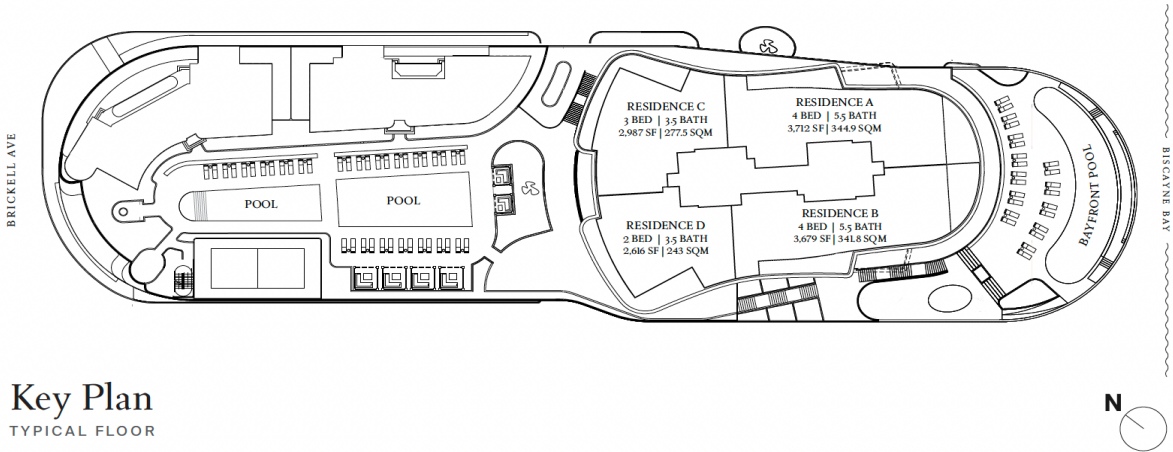 BRICKELL AVE
POOL
POOL
RESIDENCE C
3 BED | 3.5 BATH
2,987 SF | 277.5 SQM
RESIDENCE A
4 BED | 5.5 BATH
3,712 SF | 344.9 SQM
RESIDENCE D
2 BED | 3.5 BATH
2,616 SF | 243 SQM
RESIDENCE B
4 BED | 5.5 BATH
3,679 SF | 341.8 SQM
BAYFRONT POOL
BISCANE BAY
Key Plan
TYPICAL FLOOR
N